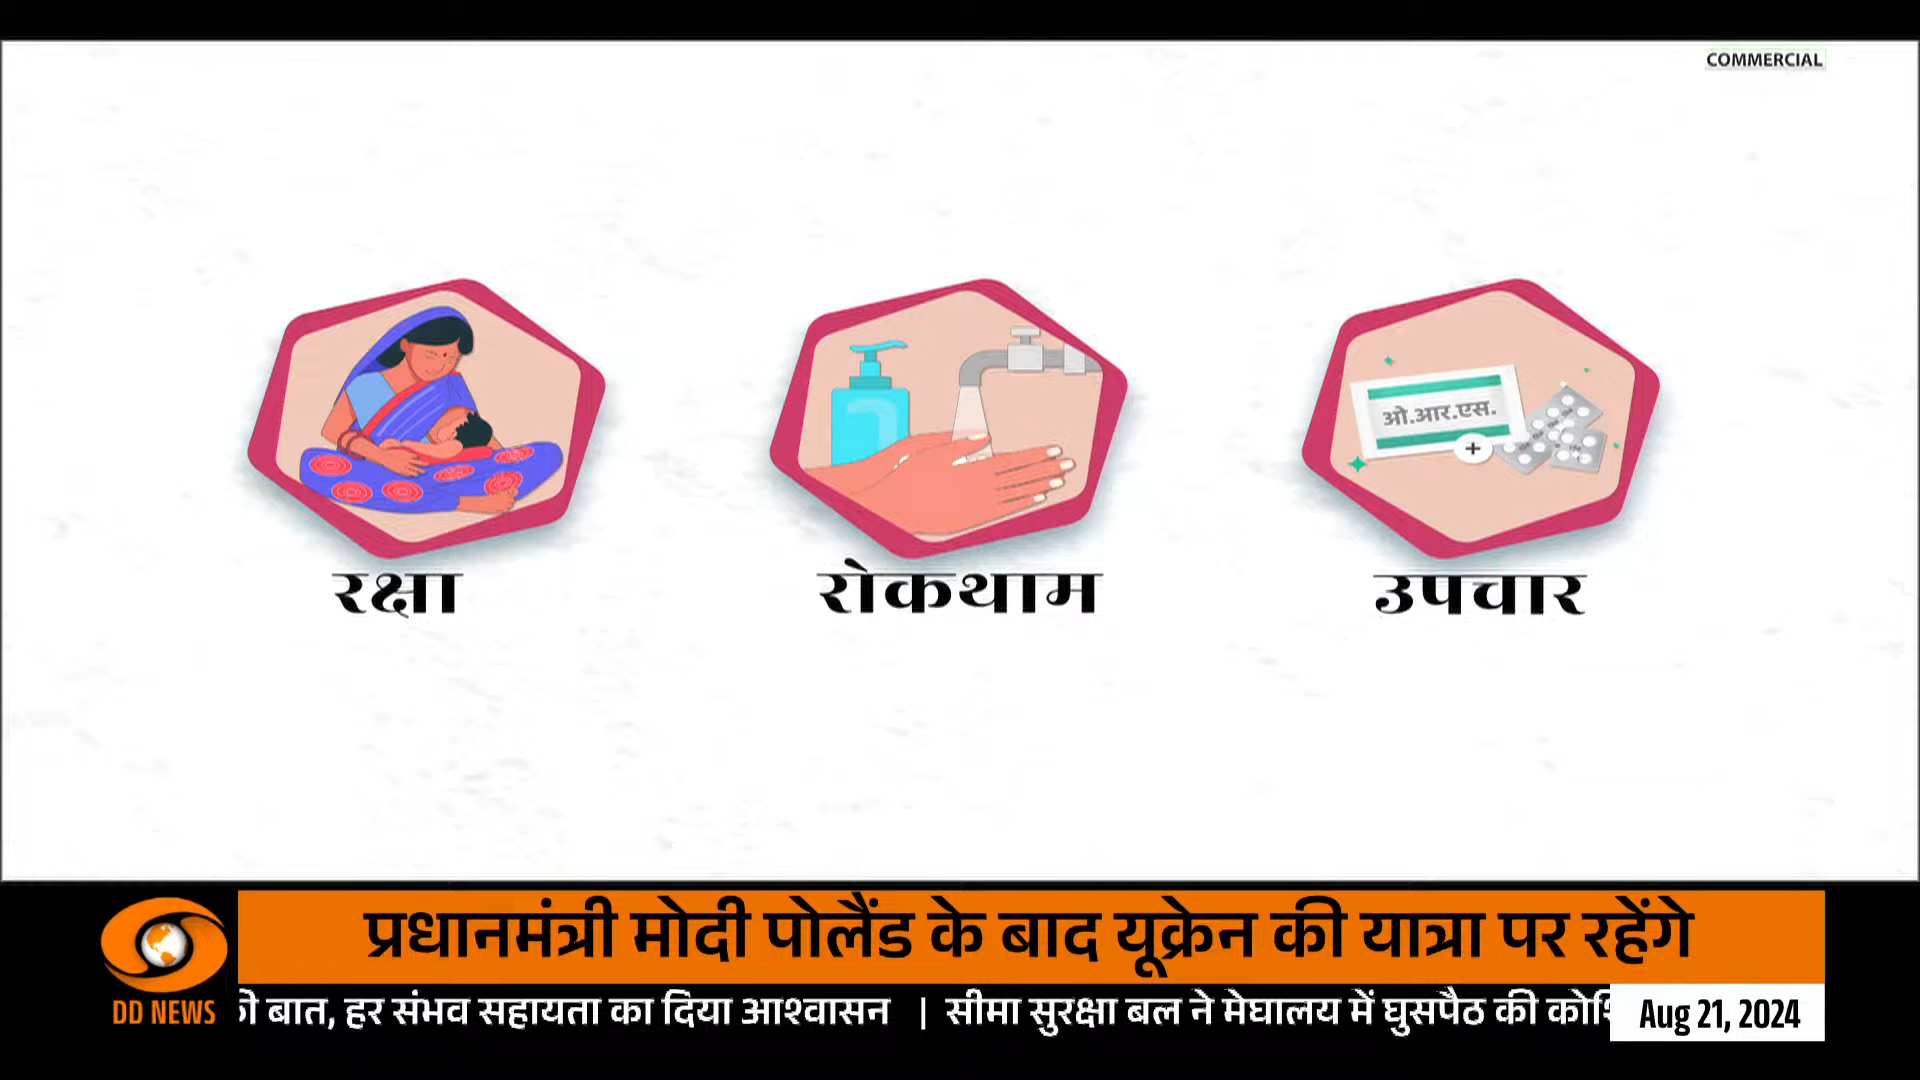 COMMERCIAL
ओ.आर.एस.
रक्षा
रोकथाम
उपचार
प्रधानमंत्री मोदी पोलैंड के बाद यूक्रेन की यात्रा पर रहेंगे
DD NEWS
बात, हर संभव सहायता का दिया आश्वासन | सीमा सुरक्षा बल ने मेघालय में घुसपैठ की
Aug 21, 2024